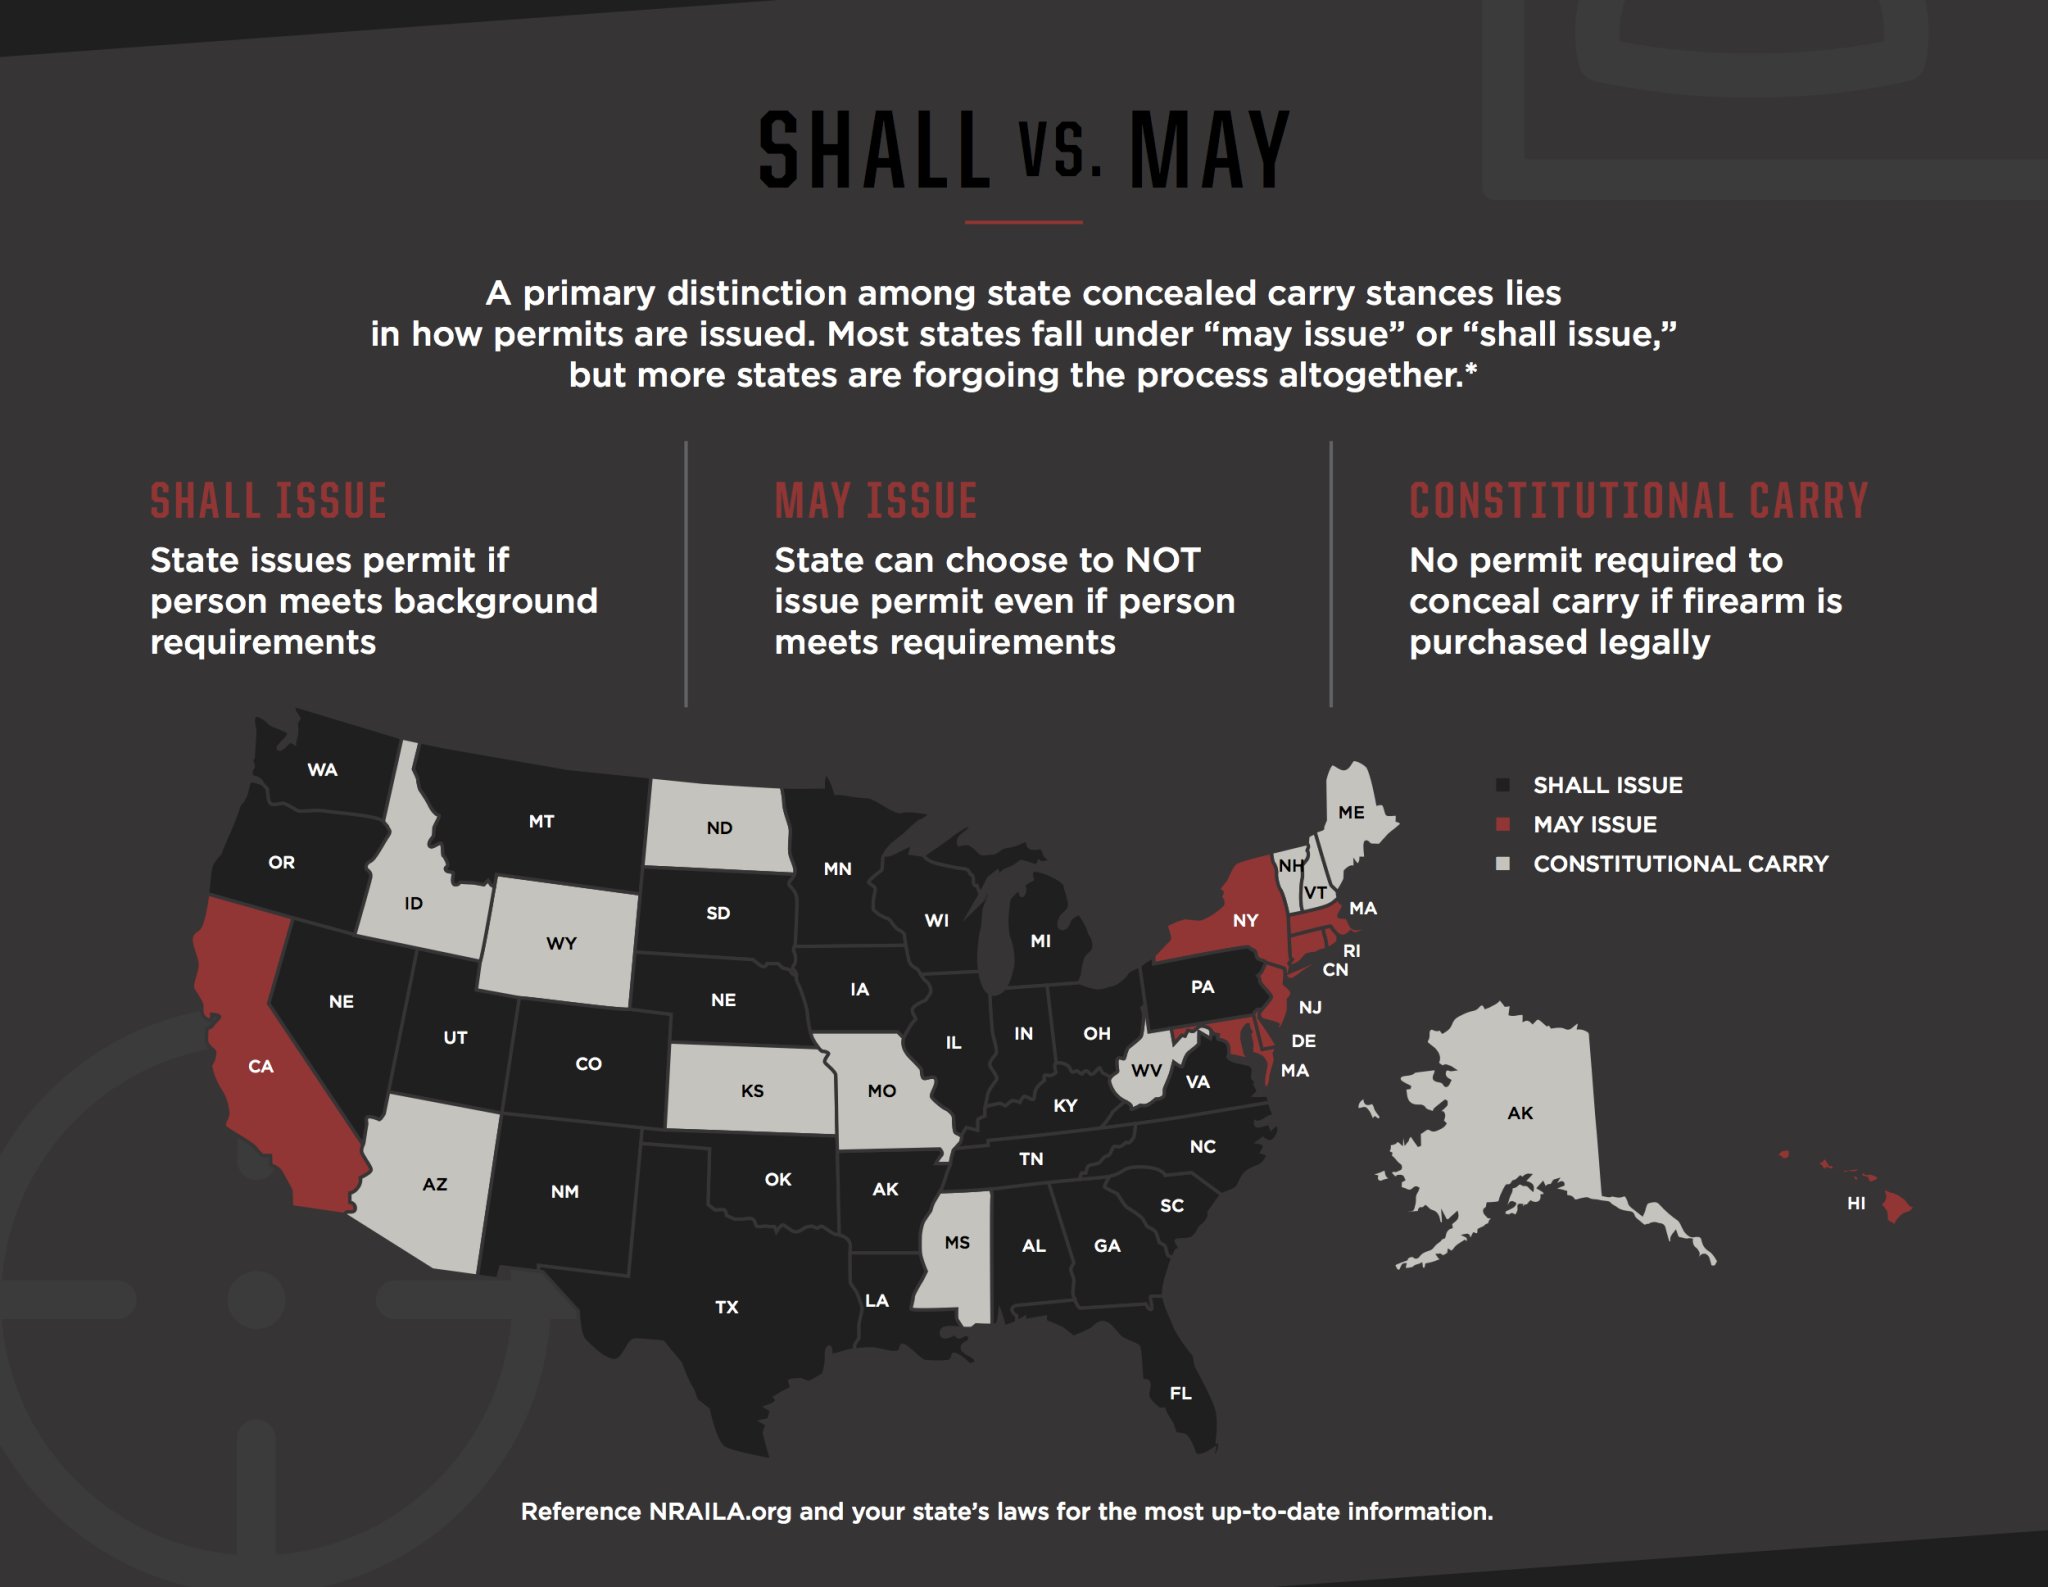 SHALL VS. MAY
A primary distinction among state concealed carry stances lies
in how permits are issued. Most states fall under “may issue” or “shall issue,”
but more states are forgoing the process altogether.*
SHALL ISSUE
State issues permit if
person meets background
requirements
MAY ISSUE
State can choose to NOT
issue permit even if person
meets requirements
CONSTITUTIONAL CARRY
No permit required to
conceal carry if firearm is
purchased legally
SHALL ISSUE
MAY ISSUE
CONSTITUTIONAL CARRY
WA
OR
ID
MT
ND
MN
WI
MI
NY
NH
VT
ME
MA
RI
CN
NJ
DE
MA
CA
NE
UT
WY
SD
NE
IA
IL
IN
OH
PA
WV
VA
CO
KS
MO
KY
NC
TN
SC
AZ
NM
OK
AK
MS
AL
GA
TX
LA
FL
AK
HI
Reference NRAILA.org and your state’s laws for the most up-to-date information.